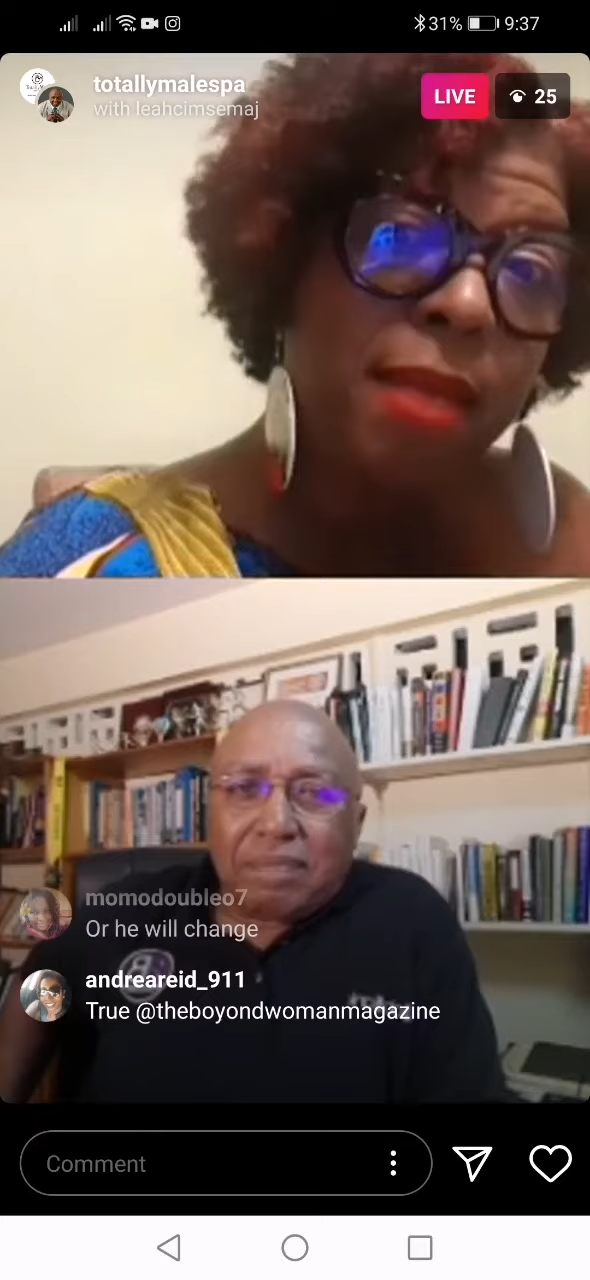 31% 9:37
totallymalespa
with leahcimsemaj
LIVE
25
momodoubleo7
Or he will change
andreareid_911
True @theboyondwomanmagazine
Comment